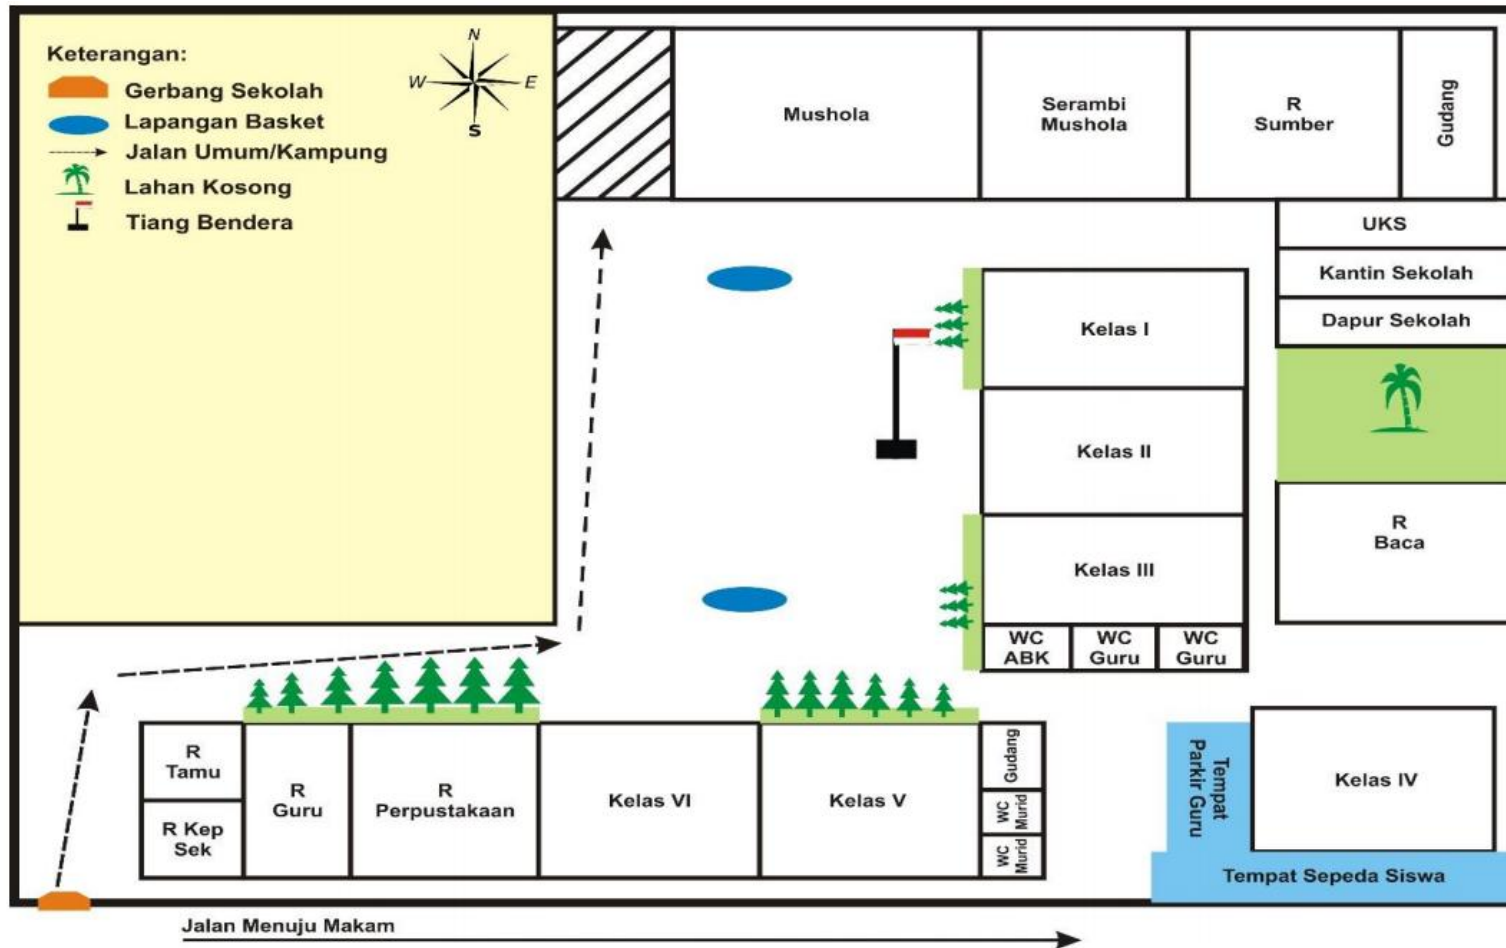 Keterangan:
Gerbang Sekolah
Lapangan Basket
Jalan Umum/Kampung
Lahan Kosong
Tiang Bendera
N
W
E
S
Mushola
Serambi
Mushola
R
Sumber
Gudang
UKS
Kantin Sekolah
Dapur Sekolah
Kelas I
Kelas II
Kelas III
R
Baca
WC
ABK
WC
Guru
WC
Guru
R
Tamu
R Kep
Sek
R
Guru
R
Perpustakaan
Kelas VI
Kelas V
Gudang
WC
Murid
WC
Murid
Tempat
Parkir Guru
Kelas IV
Tempat Sepeda Siswa
Jalan Menuju Makam